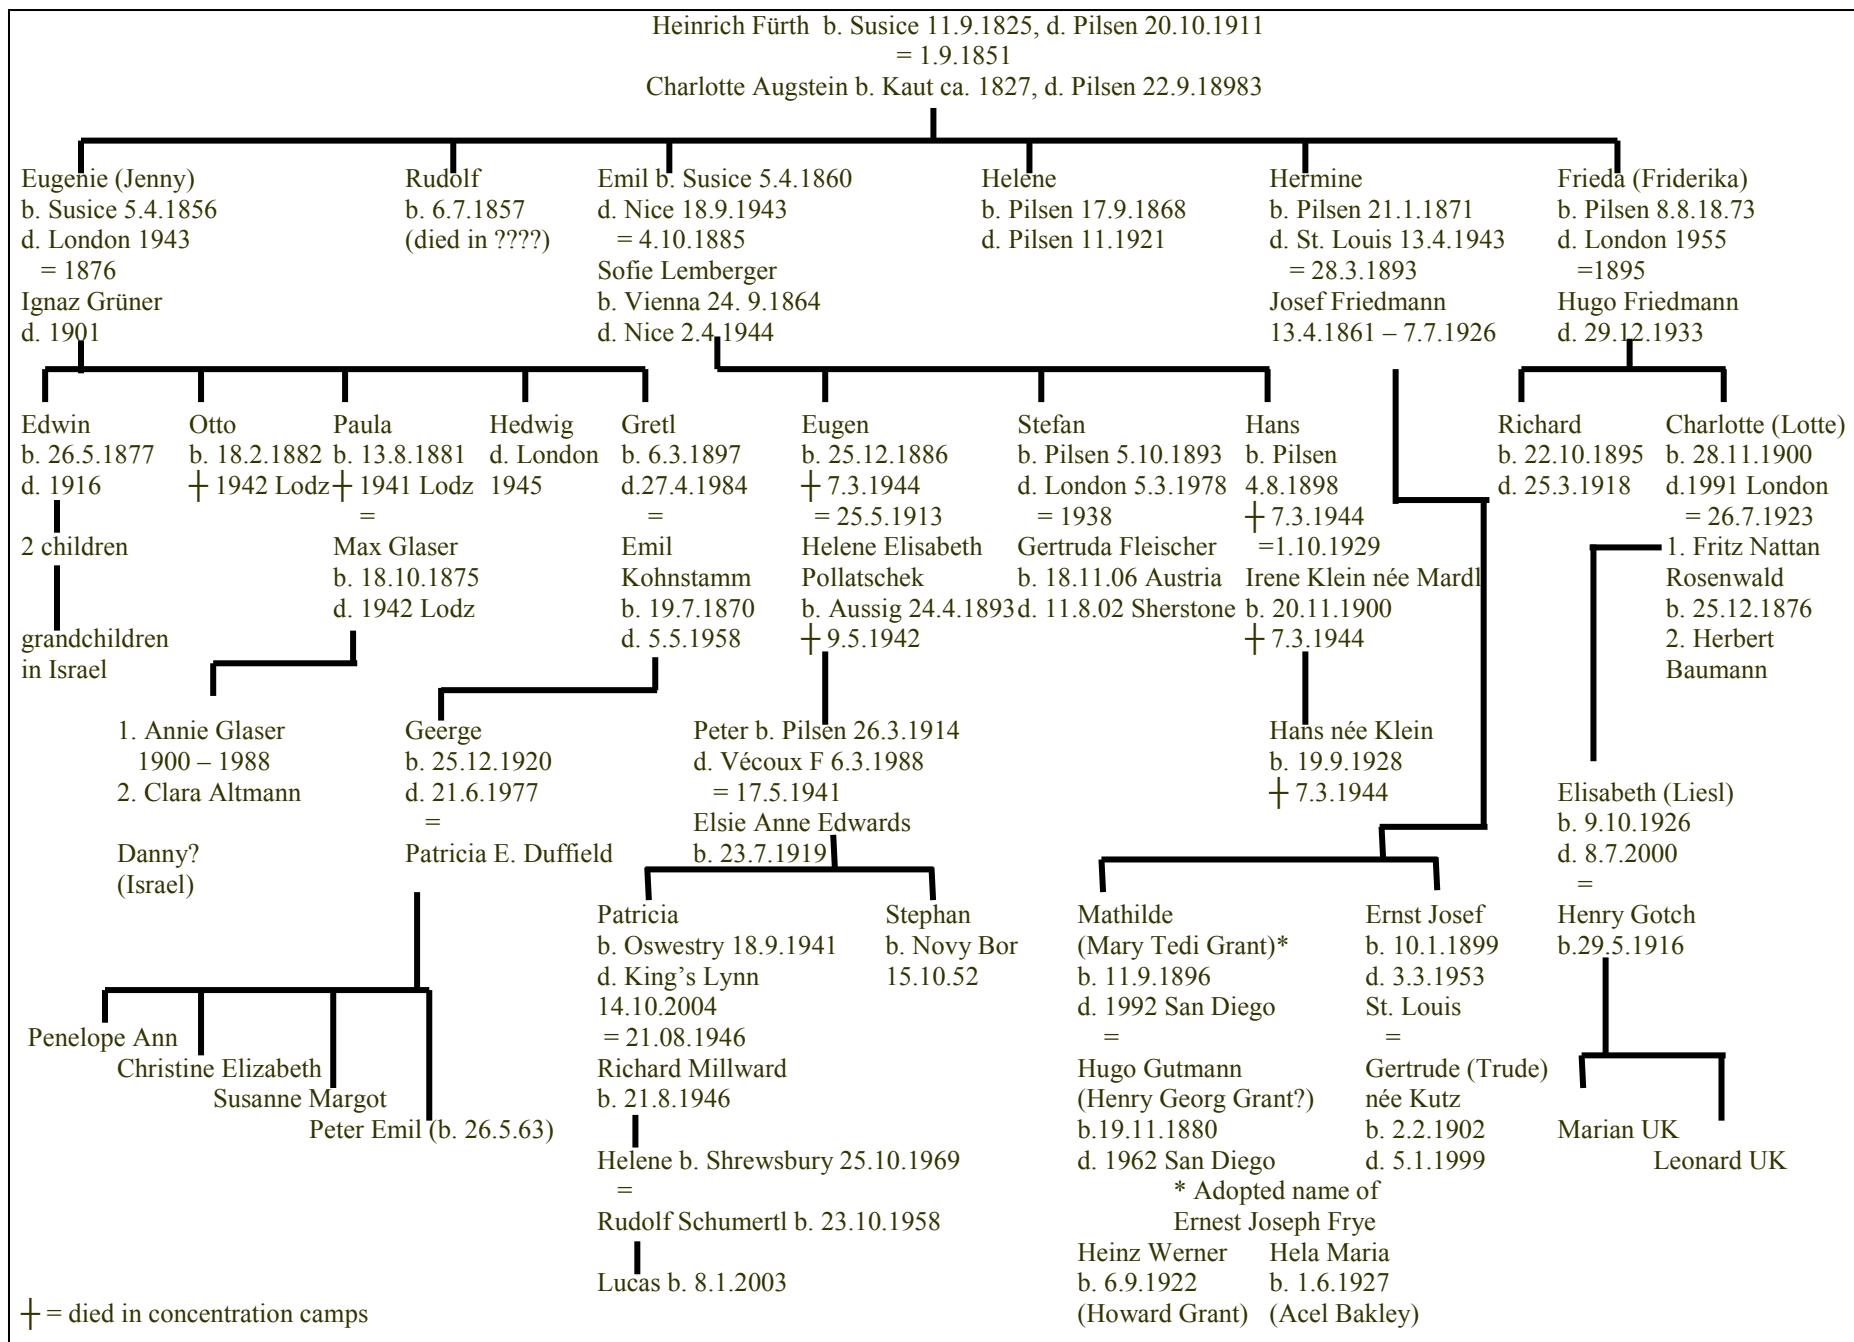 Heinrich Fürth b. Susice 11.9.1825, d. Pilsen 20.10.1911
= 1.9.1851
Charlotte Augstein b. Kaut ca. 1827, d. Pilsen 22.9.18983
Eugenie (Jenny)
b. Susice 5.4.1856
d. London 1943
= 1876
Ignaz Grüner
d. 1901
Rudolf
b. 6.7.1857
(died in ????)
Emil b. Susice 5.4.1860
d. Nice 18.9.1943
= 4.10.1885
Sofie Lemberger
b. Vienna 24. 9.1864
d. Nice 2.4.1944
Helene
b. Pilsen 17.9.1868
d. Pilsen 11.1921
Hermine
b. Pilsen 21.1.1871
d. St. Louis 13.4.1943
= 28.3.1893
Josef Friedmann
13.4.1861 – 7.7.1926
Frieda (Friderika)
b. Pilsen 8.8.18.73
d. London 1955
=1895
Hugo Friedmann
d. 29.12.1933
Edwin
b. 26.5.1877
d. 1916
2 children
grandchildren
in Israel
Otto
b. 18.2.1882
┼ 1942 Lodz
Paula
b. 13.8.1881
┼ 1941 Lodz
=
Max Glaser
b. 18.10.1875
d. 1942 Lodz
Hedwig
d. London
1945
Gretl
b. 6.3.1897
d.27.4.1984
=
Emil
Kohnstamm
b. 19.7.1870
d. 5.5.1958
Eugen
b. 25.12.1886
┼ 7.3.1944
= 25.5.1913
Helene Elisabeth
Pollatschek
b. Aussig 24.4.1893
┼ 9.5.1942
Stefan
b. Pilsen 5.10.1893
d. London 5.3.1978
= 1938
Gertruda Fleischer
b. 18.11.06 Austria
d. 11.8.02 Sherstone
Hans
b. Pilsen
4.8.1898
┼ 7.3.1944
=1.10.1929
Irene Klein née Mardl
b. 20.11.1900
┼ 7.3.1944
Richard
b. 22.10.1895
d. 25.3.1918
Charlotte (Lotte)
b. 28.11.1900
d.1991 London
= 26.7.1923
1. Fritz Nattan
Rosenwald
b. 25.12.1876
2. Herbert
Baumann
1. Annie Glaser
1900 – 1988
2. Clara Altmann
Danny?
(Israel)
Geerge
b. 25.12.1920
d. 21.6.1977
=
Patricia E. Duffield
Peter b. Pilsen 26.3.1914
d. Vécoux F 6.3.1988
= 17.5.1941
Elsie Anne Edwards
b. 23.7.1919
Hans née Klein
b. 19.9.1928
┼ 7.3.1944
Elisabeth (Liesl)
b. 9.10.1926
d. 8.7.2000
=
Henry Gotch
b.29.5.1916
Penelope Ann
Christine Elizabeth
Susanne Margot
Peter Emil (b. 26.5.63)
Patricia
b. Oswestry 18.9.1941
d. King's Lynn
14.10.2004
= 21.08.1946
Richard Millward
b. 21.8.1946
Helene b. Shrewsbury 25.10.1969
=
Rudolf Schumertl b. 23.10.1958
Lucas b. 8.1.2003
Stephan
b. Novy Bor
15.10.52
Mathilde
(Mary Tedi Grant)*
b. 11.9.1896
d. 1992 San Diego
=
Hugo Gutmann
(Henry Georg Grant?)
b.19.11.1880
d. 1962 San Diego
Ernst Josef
b. 10.1.1899
d. 3.3.1953
St. Louis
=
Gertrude (Trude)
née Kutz
b. 2.2.1902
d. 5.1.1999
* Adopted name of
Ernest Joseph Frye
Heinz Werner
b. 6.9.1922
(Howard Grant)
Hela Maria
b. 1.6.1927
(Acel Bakley)
Marian UK
Leonard UK
┼ = died in concentration camps